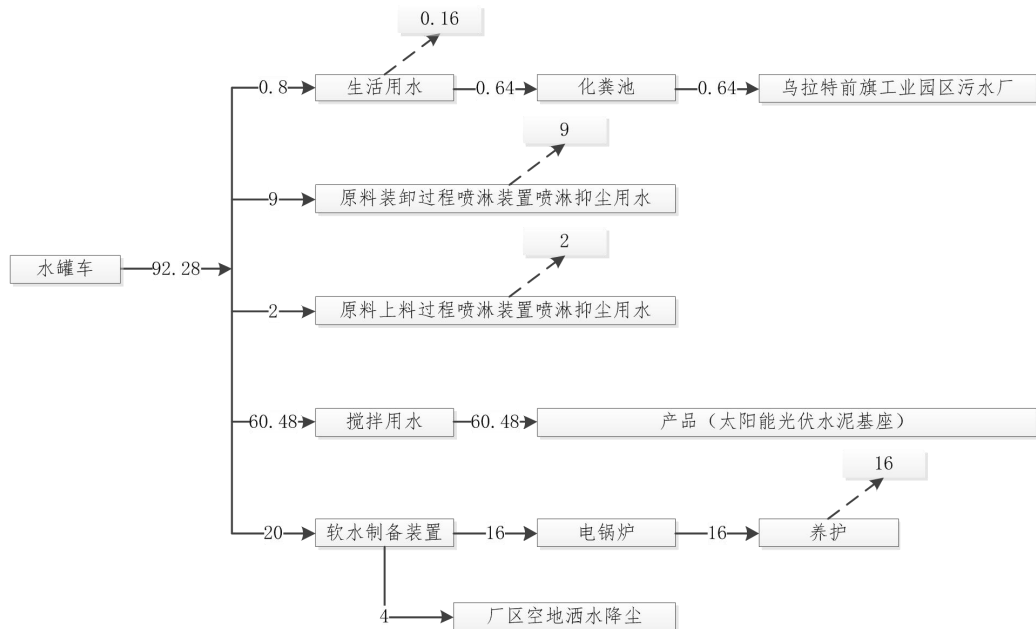 0.16
0.8
生活用水
0.64
化粪池
0.64
乌拉特前旗工业园区污水厂
9
9
原料装卸过程喷淋装置喷淋抑尘用水
2
水罐车
92.28
2
原料上料过程喷淋装置喷淋抑尘用水
60.48
搅拌用水
60.48
产品（太阳能光伏水泥基座）
16
20
软水制备装置
16
电锅炉
16
养护
4
厂区空地洒水降尘